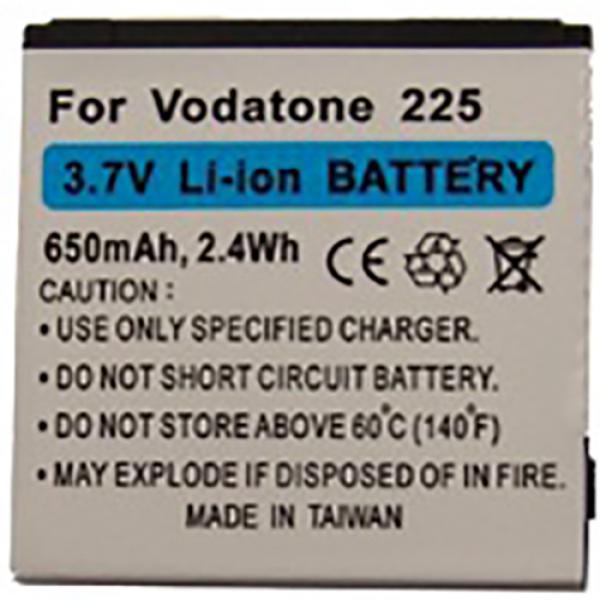 For Vodatone 225
3.7V Li-ion BATTERY
650mAh, 2.4Wh CE
CAUTION :
• USE ONLY SPECIFIED CHARGER.
• DO NOT SHORT CIRCUIT BATTERY.
• DO NOT STORE ABOVE 60°C (140°F)
• MAY EXPLODE IF DISPOSED IN FIRE.
MADE IN TAIWAN